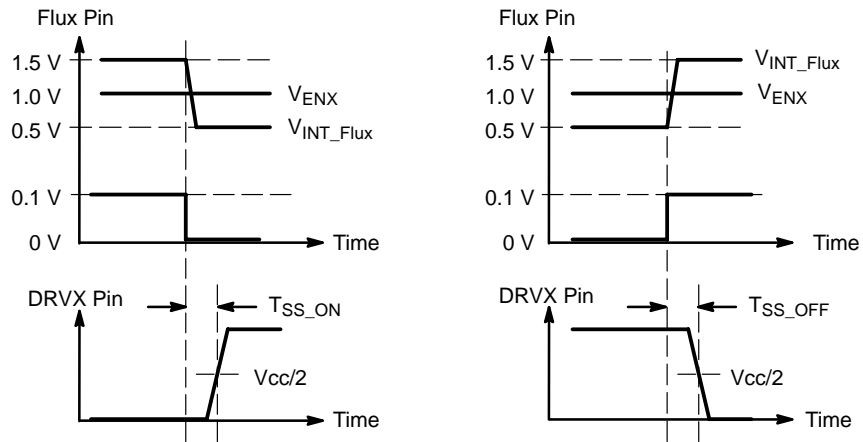 Flux Pin
1.5 V
1.0 V
V_ENX
0.5 V
V_INT_Flux
0.1 V
0 V
Time
DRVX Pin
T_SS_ON
Vcc/2
Time
Flux Pin
1.5 V
V_INT_Flux
1.0 V
V_ENX
0.5 V
0.1 V
0 V
Time
DRVX Pin
T_SS_OFF
Vcc/2
Time